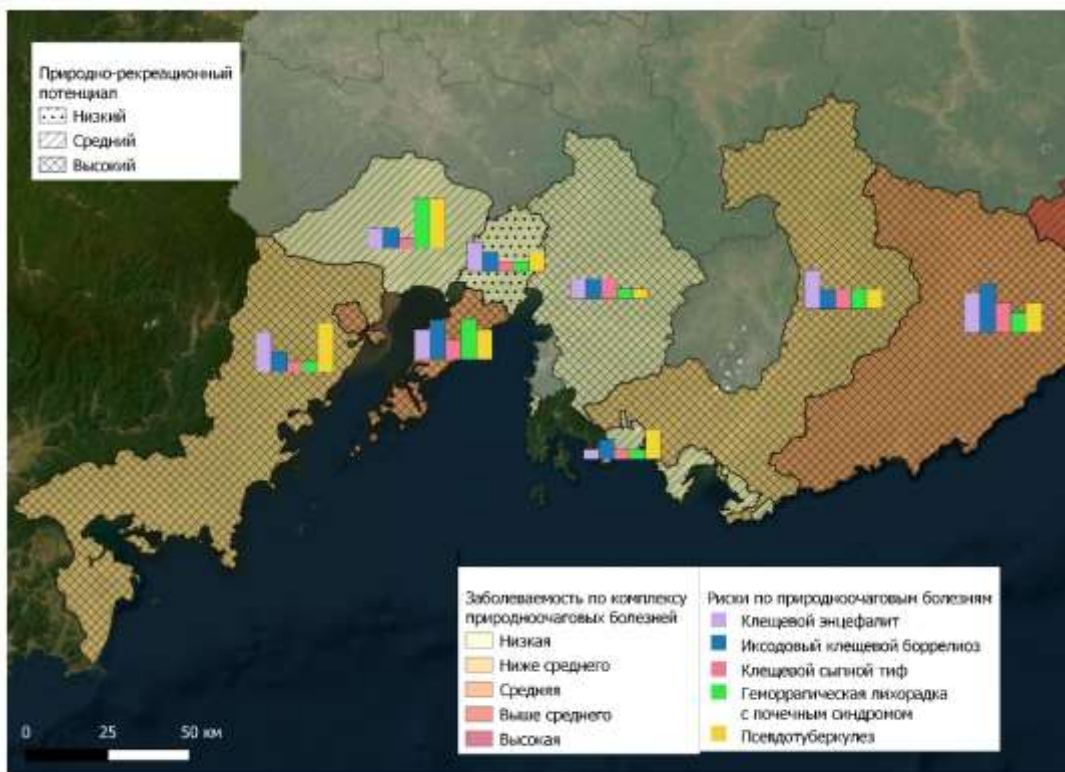 Природно-рекреационный
потенциал
Низкий
Средний
Высокий
Заболеваемость по комплексу
природноочаговых болезней
Низкая
Ниже среднего
Средняя
Выше среднего
Высокая
Риски по природноочаговым болезням
Клещевой энцефалит
Иксодовый клещевой боррелиоз
Клещевой сыпной тиф
Геморрагическая лихорадка
с почечным синдромом
Псевдотуберкулез
0 25 50 км